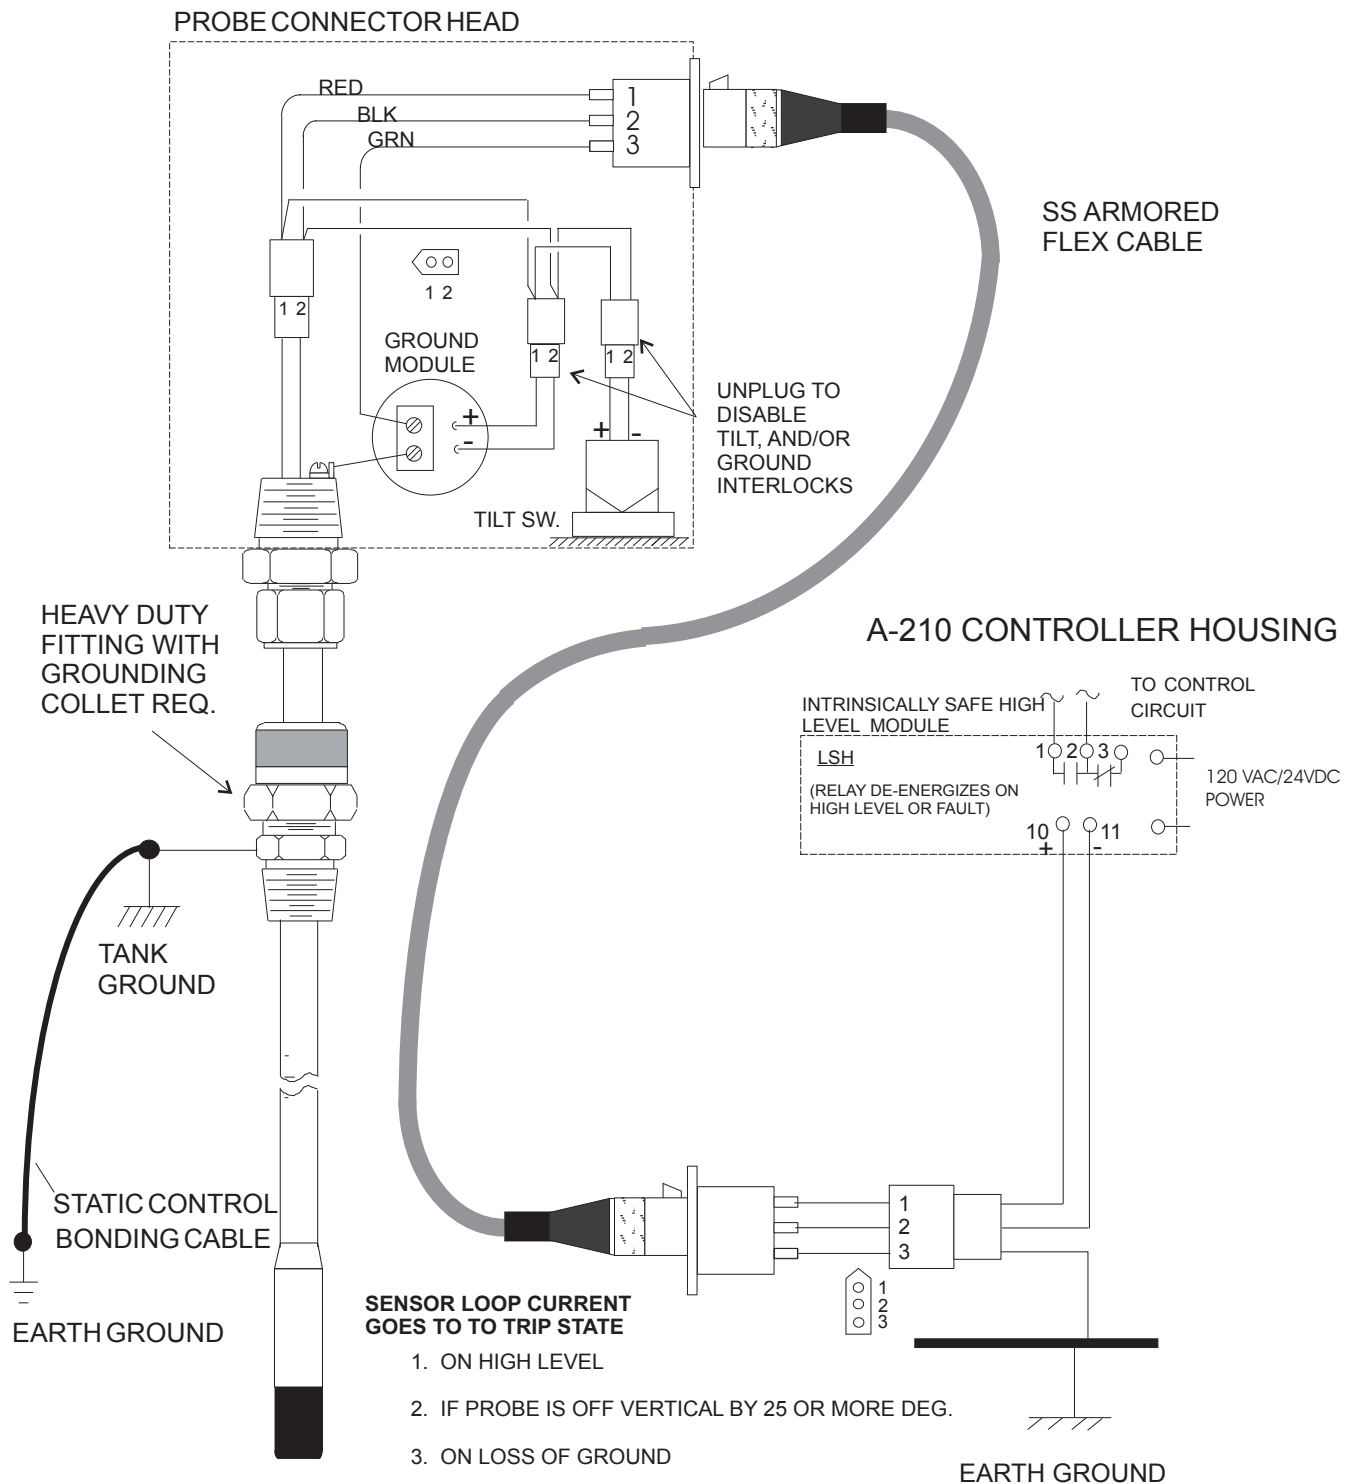 PROBE CONNECTOR HEAD
RED
BLK
GRN
1
2
3
SS ARMORED
FLEX CABLE
1 2
1 2
GROUND
MODULE
1 2
1 2
+
-
+ -
UNPLUG TO
DISABLE
TILT, AND/OR
GROUND
INTERLOCKS
TILT SW.
HEAVY DUTY
FITTING WITH
GROUNDING
COLLET REQ.
A-210 CONTROLLER HOUSING
INTRINSICALLY SAFE HIGH
LEVEL MODULE
TO CONTROL
CIRCUIT
LSH
1 2 3
(RELAY DE-ENERGIZES ON
HIGH LEVEL OR FAULT)
120 VAC/24VDC
POWER
10 11
+ -
TANK
GROUND
STATIC CONTROL
BONDING CABLE
EARTH GROUND
1
2
3
1
2
3
SENSOR LOOP CURRENT
GOES TO TO TRIP STATE
1. ON HIGH LEVEL
2. IF PROBE IS OFF VERTICAL BY 25 OR MORE DEG.
3. ON LOSS OF GROUND
EARTH GROUND